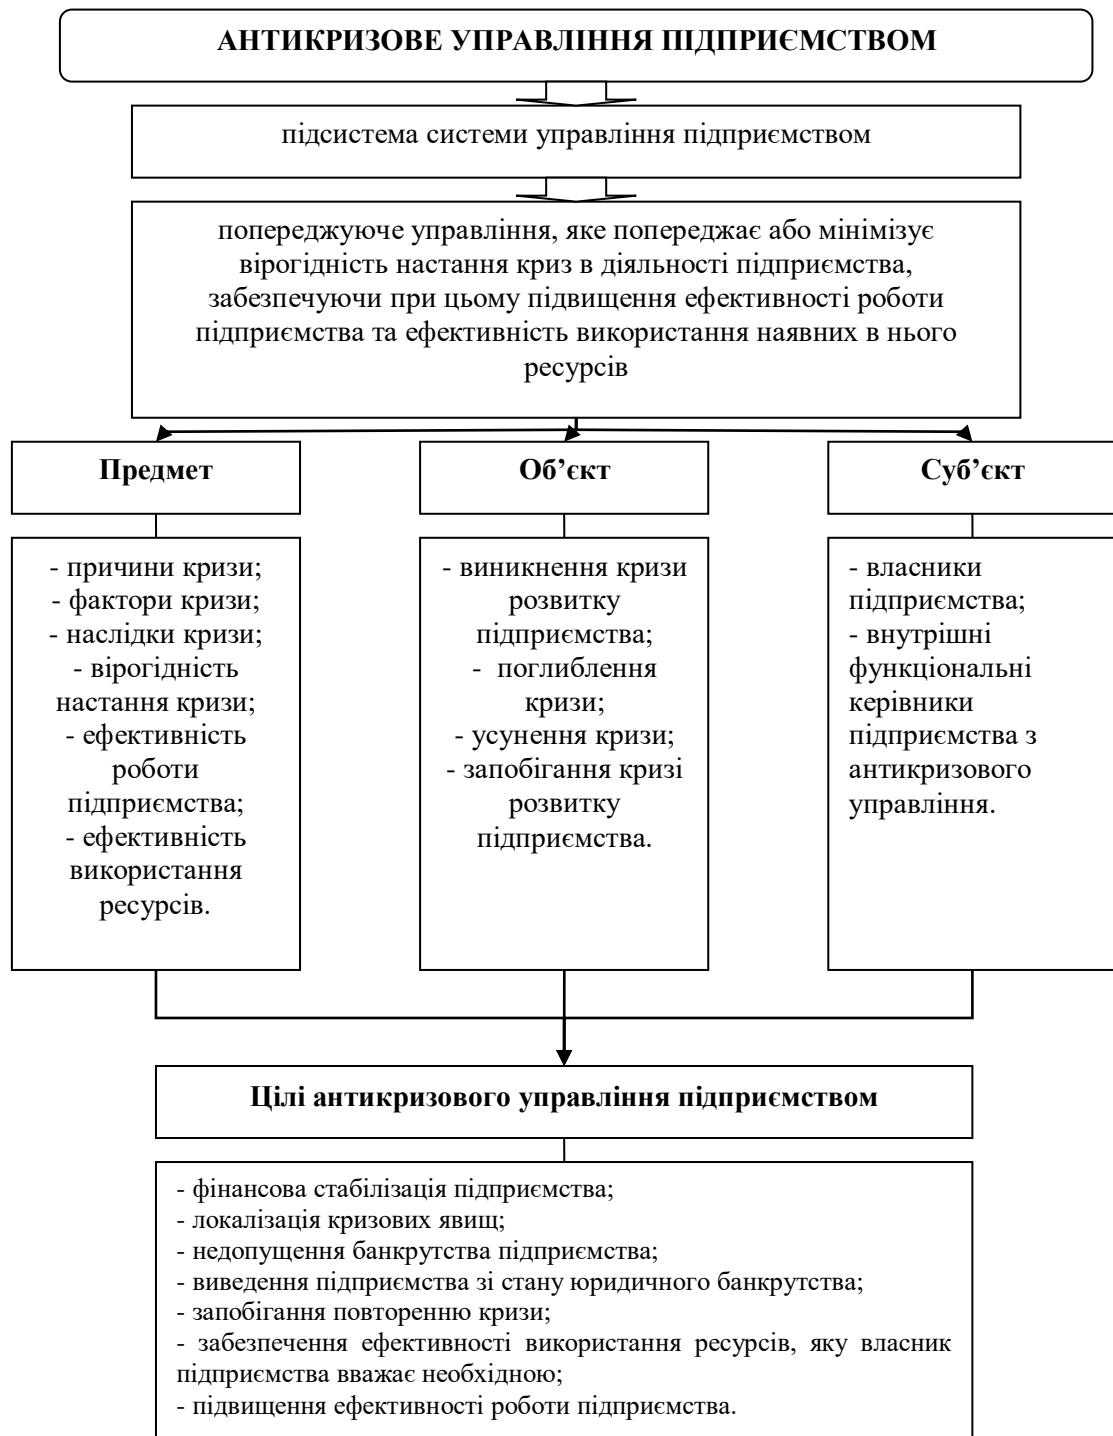 АНТИКРИЗОВЕ УПРАВЛІННЯ ПІДПРИЄМСТВОМ
підсистема системи управління підприємством
попереджуюче управління, яке попереджає або мінімізує
вірогідність настання криз в діяльності підприємства,
забезпечуючи при цьому підвищення ефективності роботи
підприємства та ефективність використання наявних в нього
ресурсів
Предмет
- причини кризи;
- фактори кризи;
- наслідки кризи;
- вірогідність
настання кризи;
- ефективність
роботи
підприємства;
- ефективність
використання
ресурсів.
Об’єкт
- виникнення кризи
розвитку
підприємства;
- поглиблення
кризи;
- усунення кризи;
- запобігання кризі
розвитку
підприємства.
Суб’єкт
- власники
підприємства;
- внутрішні
функціональні
керівники
підприємства з
антикризового
управління.
Цілі антикризового управління підприємством
- фінансова стабілізація підприємства;
- локалізація кризових явищ;
- недопущення банкрутства підприємства;
- виведення підприємства зі стану юридичного банкрутства;
- запобігання повторенню кризи;
- забезпечення ефективності використання ресурсів, яку власник
підприємства вважає необхідною;
- підвищення ефективності роботи підприємства.